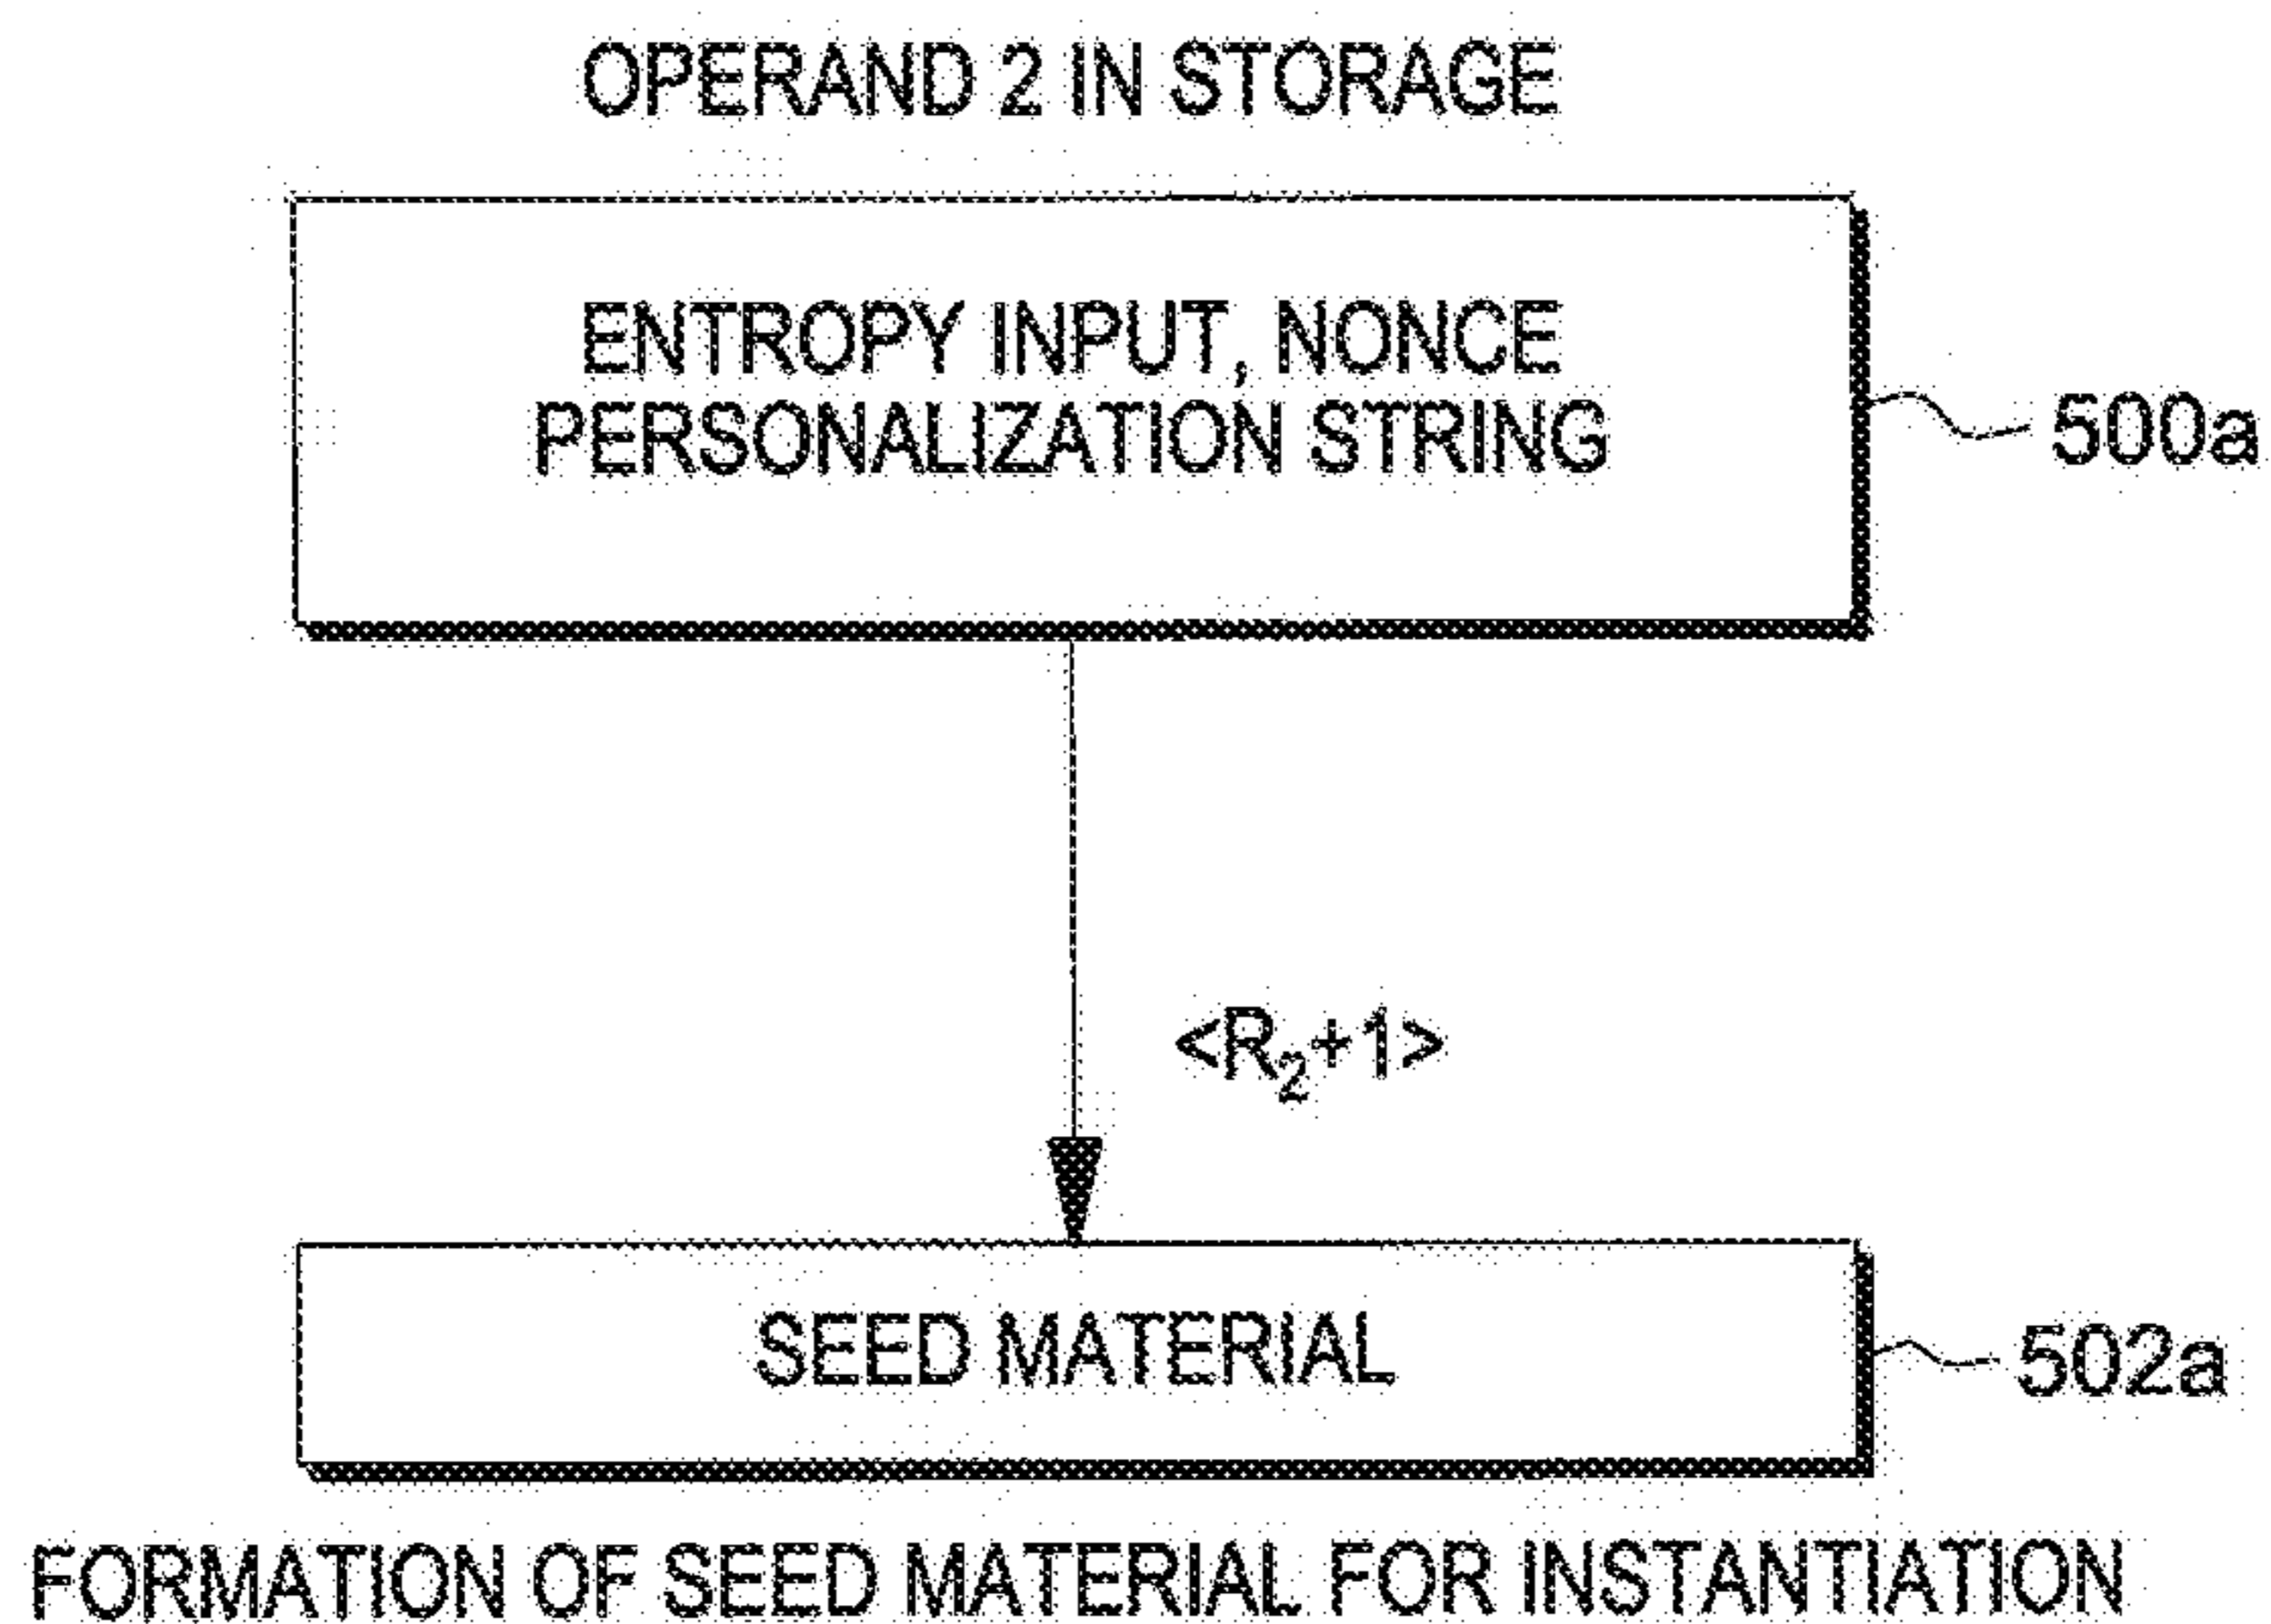 OPERAND 2 IN STORAGE
ENTROPY INPUT, NONCE
PERSONALIZATION STRING
500a
<R₂+1>
SEED MATERIAL
502a
FORMATION OF SEED MATERIAL FOR INSTANTIATION